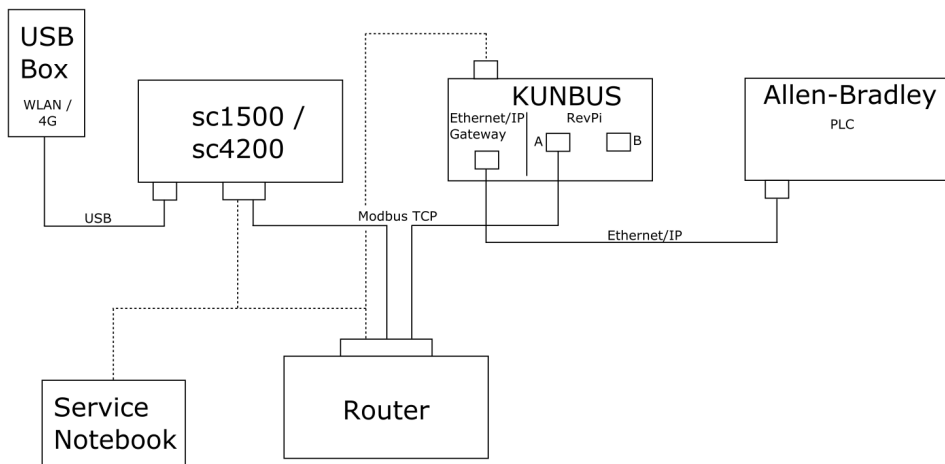 USB
Box
WLAN /
4G
sc1500 /
sc4200
KUNBUS
Ethernet/IP
Gateway
RevPi
A
B
Allen-Bradley
PLC
USB
Modbus TCP
Ethernet/IP
Service
Notebook
Router